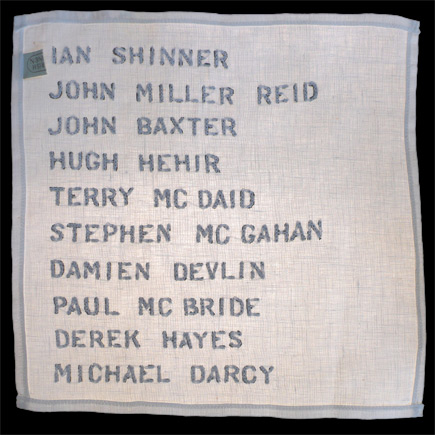 IAN SHINNER
JOHN MILLER REID
JOHN BAXTER
HUGH HEHIR
TERRY MC DAID
STEPHEN MC GAHAN
DAMIEN DEVLIN
PAUL MC BRIDE
DEREK HAYES
MICHAEL DARCY